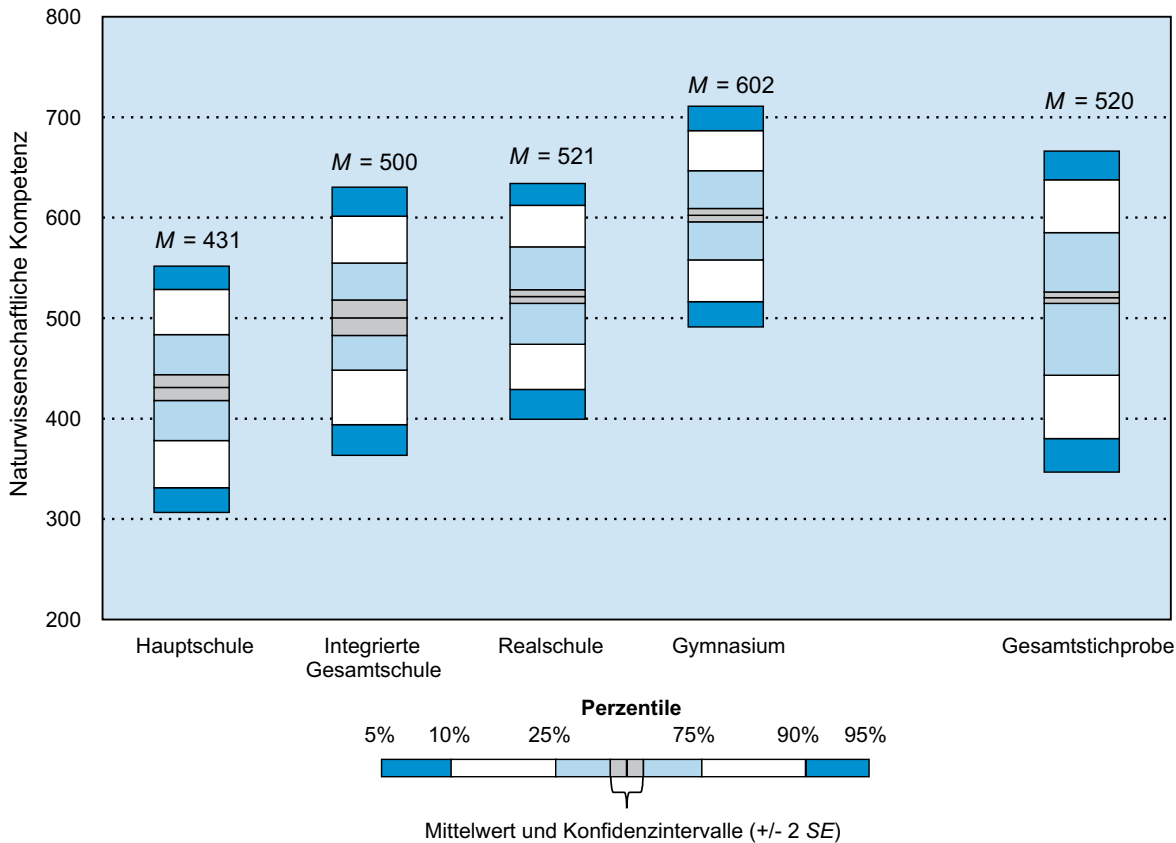 Naturwissenschaftliche Kompetenz
800
700
600
500
400
300
200
M = 431
M = 500
M = 521
M = 602
M = 520
Hauptschule
Integrierte
Gesamtschule
Realschule
Gymnasium
Gesamtstichprobe
Perzentile
5% 10% 25% 75% 90% 95%
Mittelwert und Konfidenzintervalle (+/- 2 SE)